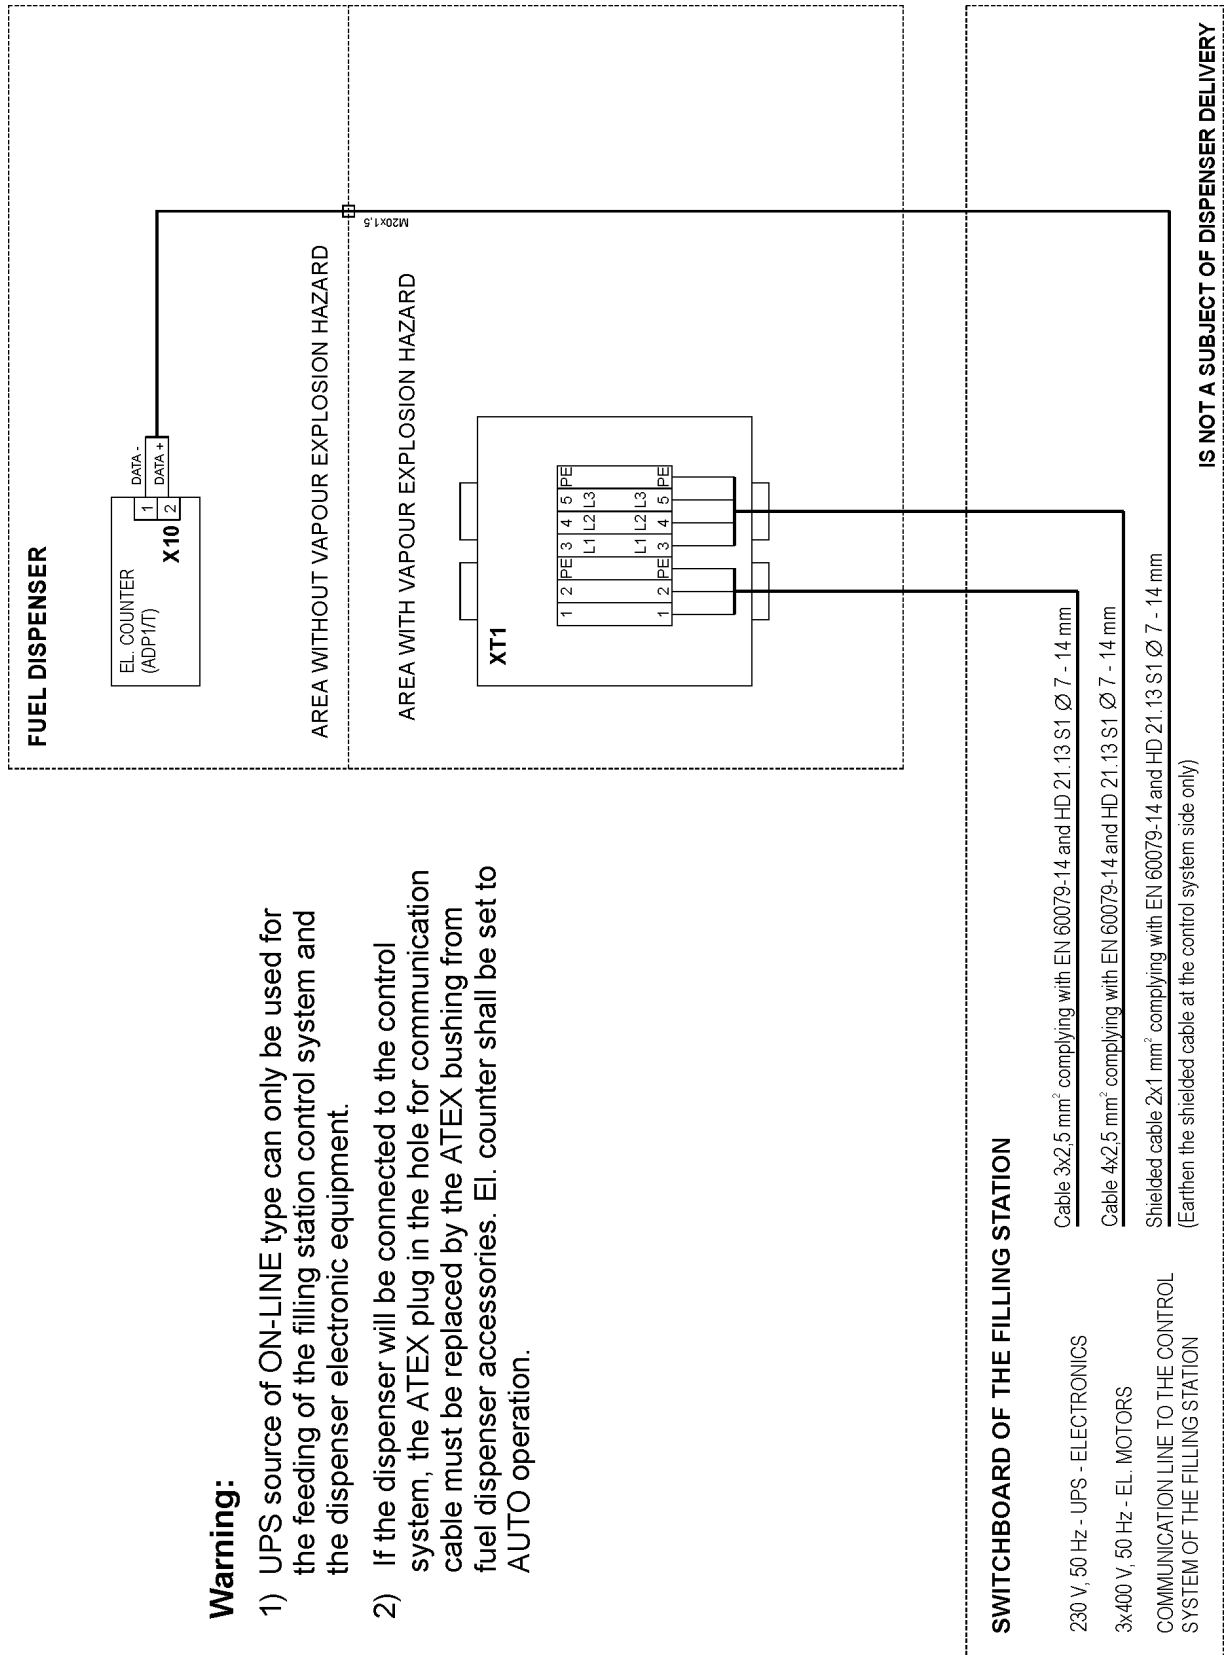 FUEL DISPENSER
EL. COUNTER
(ADP1/T)
1
2
X10
DATA -
DATA +
AREA WITHOUT VAPOUR EXPLOSION HAZARD
M20x1,5
AREA WITH VAPOUR EXPLOSION HAZARD
XT1
1 2 PE 3 4 5 PE
L1 L2 L3
L1 L2 L3
1 2 PE 3 4 5 PE
Warning:
1) UPS source of ON-LINE type can only be used for
the feeding of the filling station control system and
the dispenser electronic equipment.
2) If the dispenser will be connected to the control
system, the ATEX plug in the hole for communication
cable must be replaced by the ATEX bushing from
fuel dispenser accessories. El. counter shall be set to
AUTO operation.
SWITCHBOARD OF THE FILLING STATION
230 V, 50 Hz - UPS - ELECTRONICS
Cable 3x2,5 mm² complying with EN 60079-14 and HD 21.13 S1 Ø 7 - 14 mm
3x400 V, 50 Hz - EL. MOTORS
Cable 4x2,5 mm² complying with EN 60079-14 and HD 21.13 S1 Ø 7 - 14 mm
COMMUNICATION LINE TO THE CONTROL
SYSTEM OF THE FILLING STATION
Shielded cable 2x1 mm² complying with EN 60079-14 and HD 21.13 S1 Ø 7 - 14 mm
(Earthen the shielded cable at the control system side only)
IS NOT A SUBJECT OF DISPENSER DELIVERY